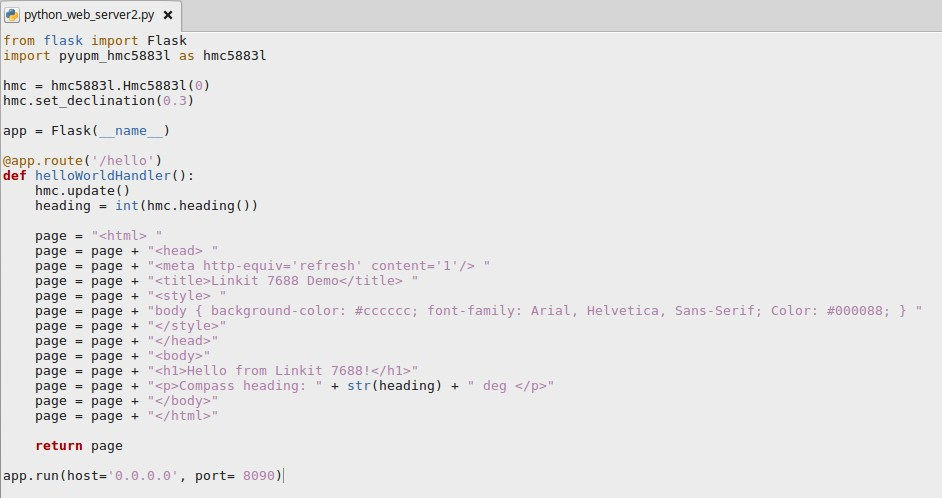 python_web_server2.py
from flask import Flask
import pyupm_hmc5883l as hmc5883l
hmc = hmc5883l.Hmc5883l(0)
hmc.set_declination(0.3)
app = Flask(__name__)
@app.route('/hello')
def helloWorldHandler():
    hmc.update()
    heading = int(hmc.heading())
    page = "<html> "
    page = page + "<head> "
    page = page + "<meta http-equiv='refresh' content='1'/> "
    page = page + "<title>Linkit 7688 Demo</title> "
    page = page + "<style> "
    page = page + "body { background-color: #cccccc; font-family: Arial, Helvetica, Sans-Serif; Color: #000088; } "
    page = page + "</style>"
    page = page + "</head>"
    page = page + "<body>"
    page = page + "<h1>Hello from Linkit 7688!</h1>"
    page = page + "<p>Compass heading: " + str(heading) + " deg </p>"
    page = page + "</body>"
    page = page + "</html>"
    return page
app.run(host='0.0.0.0', port= 8090)